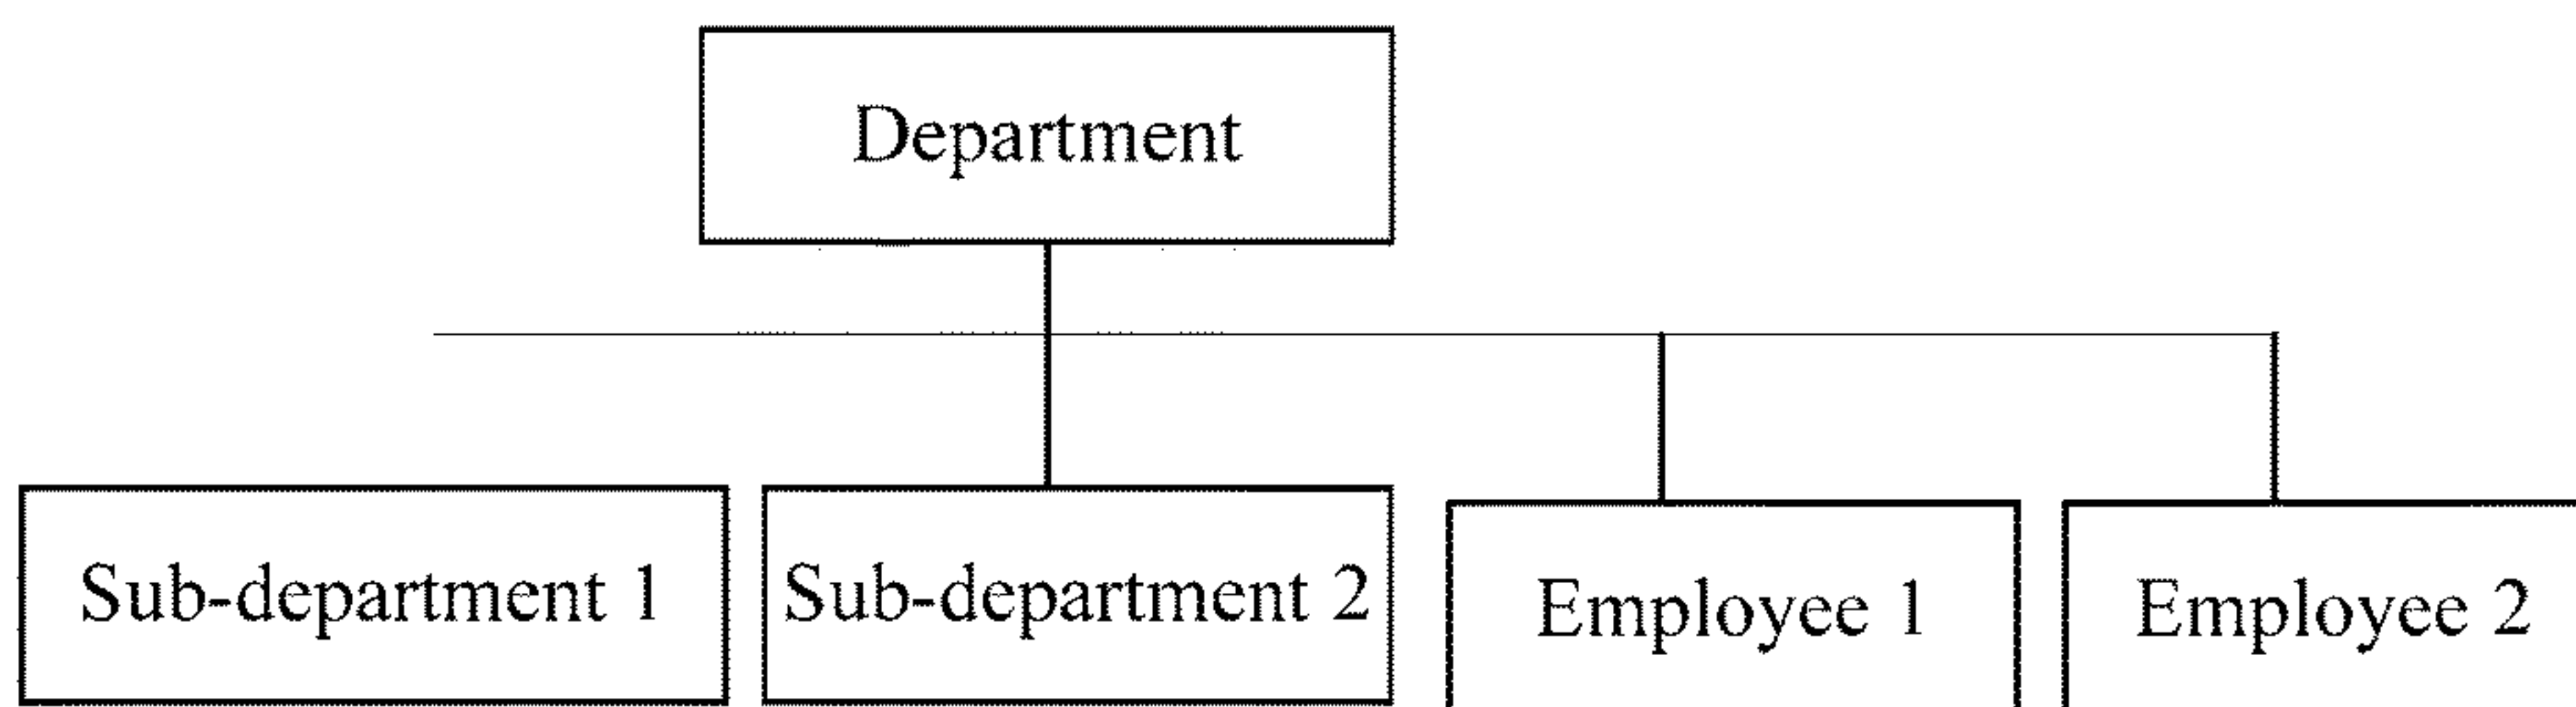 Department
Sub-department 1
Sub-department 2
Employee 1
Employee 2